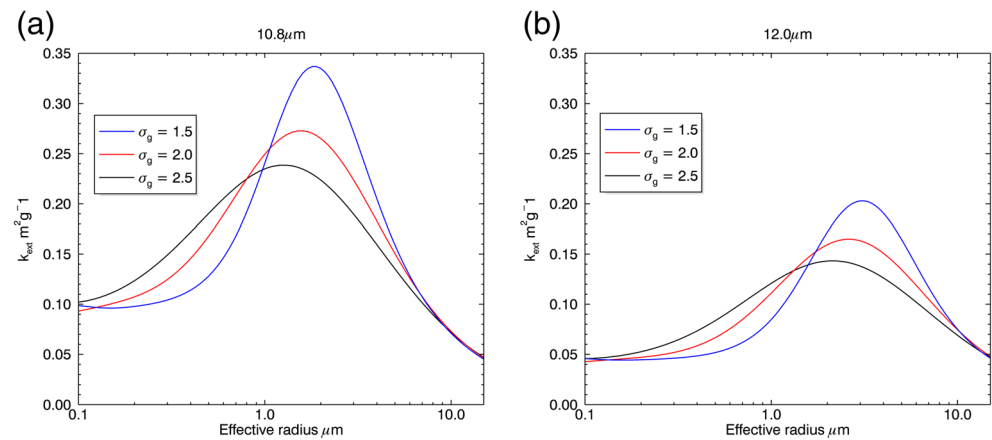 (a)
10.8μm
0.35
0.30
0.25
0.20
0.15
0.10
0.05
0.00
k_ext m²g⁻1
σ_g = 1.5
σ_g = 2.0
σ_g = 2.5
0.1
1.0
10.0
Effective radius μm
(b)
12.0μm
0.35
0.30
0.25
0.20
0.15
0.10
0.05
0.00
k_ext m²g⁻1
σ_g = 1.5
σ_g = 2.0
σ_g = 2.5
0.1
1.0
10.0
Effective radius μm